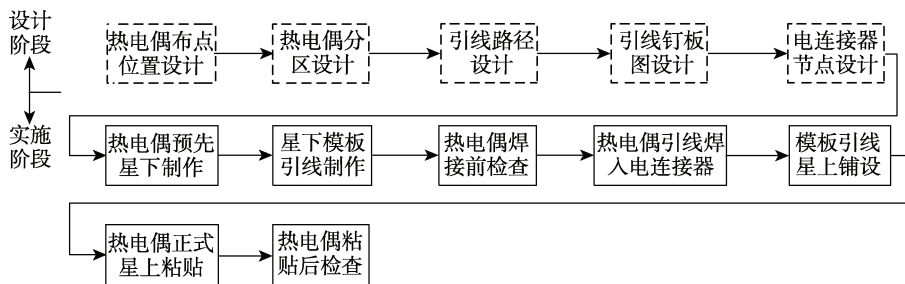 设计
阶段
热电偶布点
位置设计
热电偶分
区设计
引线路径
设计
引线钉板
图设计
电连接器
节点设计
实施
阶段
热电偶预先
星下制作
星下模板
引线制作
热电偶焊
接前检查
热电偶引线焊
入电连接器
模板引线
星上铺设
热电偶正式
星上粘贴
热电偶粘
贴后检查